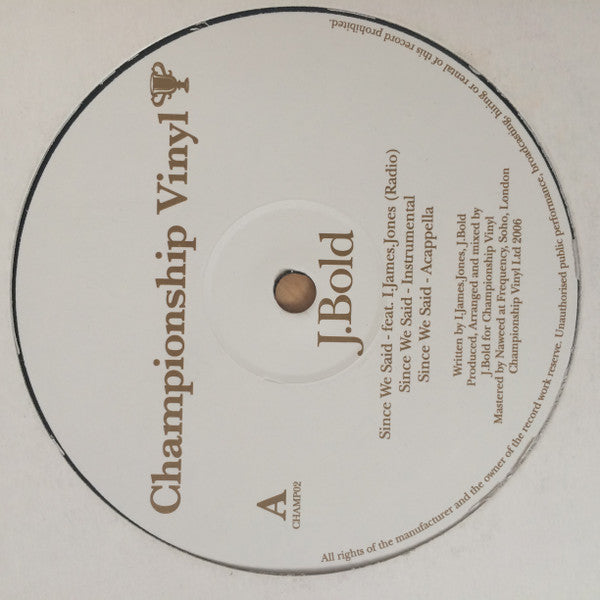 Championship Vinyl
J.Bold
A
CHAMP02
Since We Said - feat. I.James.Jones (Radio)
Since We Said - Instrumental
Since We Said - Acappella
Written by I.James.Jones, J.Bold
Produced, Arranged and mixed by
J.Bold for Championship Vinyl
Mastered by Naweed at Frequency, Soho, London
Championship Vinyl Ltd 2006
All rights of the manufacturer and the owner of the record work reserve. Unauthorised public performance, broadcasting, hiring or rental of this record prohibited.